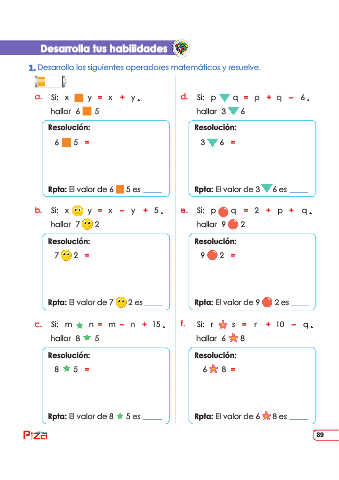 Desarrolla tus habilidades
1. Desarrolla los siguientes operadores matemáticos y resuelve.
a. Si: x 🟧 y = x + y.
hallar 6 🟧 5
Resolución:
6 🟧 5 =
Rpta: El valor de 6 🟧 5 es ____
b. Si: x 🙂 y = x – y + 5.
hallar 7 🙂 2
Resolución:
7 🙂 2 =
Rpta: El valor de 7 🙂 2 es ____
c. Si: m ★ n = m – n + 15.
hallar 8 ★ 5
Resolución:
8 ★ 5 =
Rpta: El valor de 8 ★ 5 es ____
d. Si: p ▼ q = p + q – 6.
hallar 3 ▼ 6
Resolución:
3 ▼ 6 =
Rpta: El valor de 3 ▼ 6 es ____
e. Si: p 🔴 q = 2 + p + q.
hallar 9 🔴 2
Resolución:
9 🔴 2 =
Rpta: El valor de 9 🔴 2 es ____
f. Si: r ★ s = r + 10 – q.
hallar 6 ★ 8
Resolución:
6 ★ 8 =
Rpta: El valor de 6 ★ 8 es ____
Pizza
89